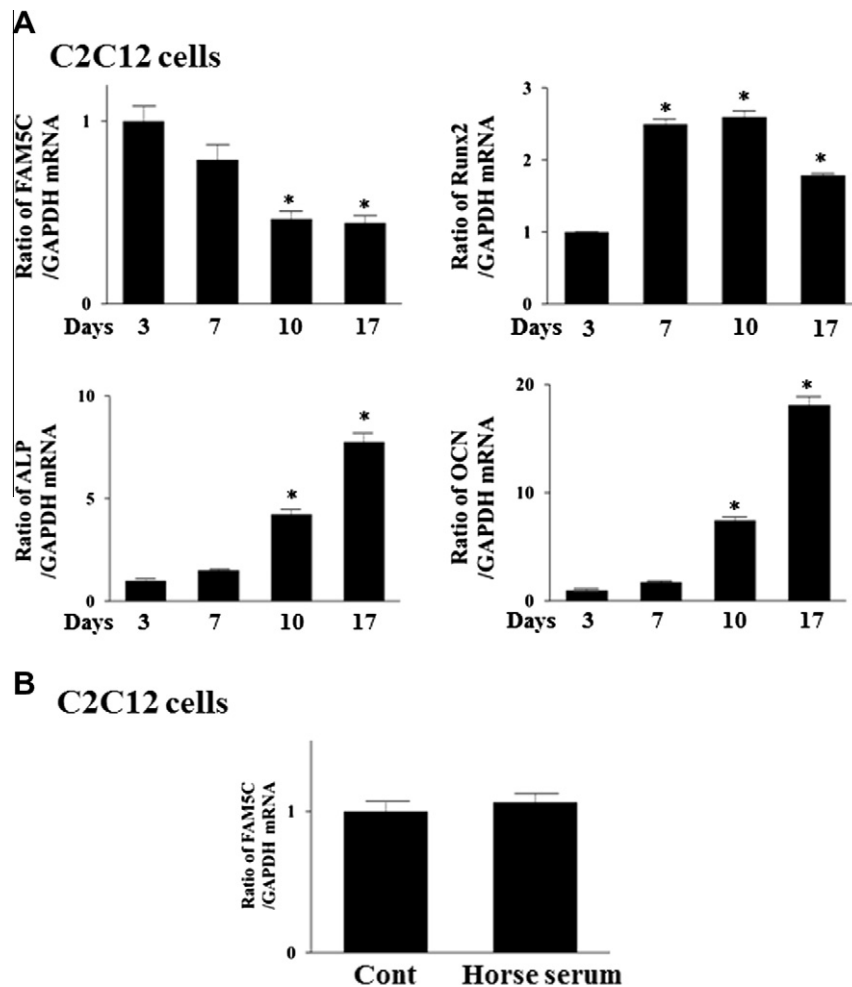 A
C2C12 cells
Ratio of FAM5C
/GAPDH mRNA
1
0
Days 3 7 10 17
* *
Ratio of Runx2
/GAPDH mRNA
3
2
1
0
Days 3 7 10 17
* * *
Ratio of ALP
/GAPDH mRNA
10
5
0
Days 3 7 10 17
* *
Ratio of OCN
/GAPDH mRNA
20
10
0
Days 3 7 10 17
* *
B
C2C12 cells
Ratio of FAM5C
/GAPDH mRNA
1
0
Cont Horse serum